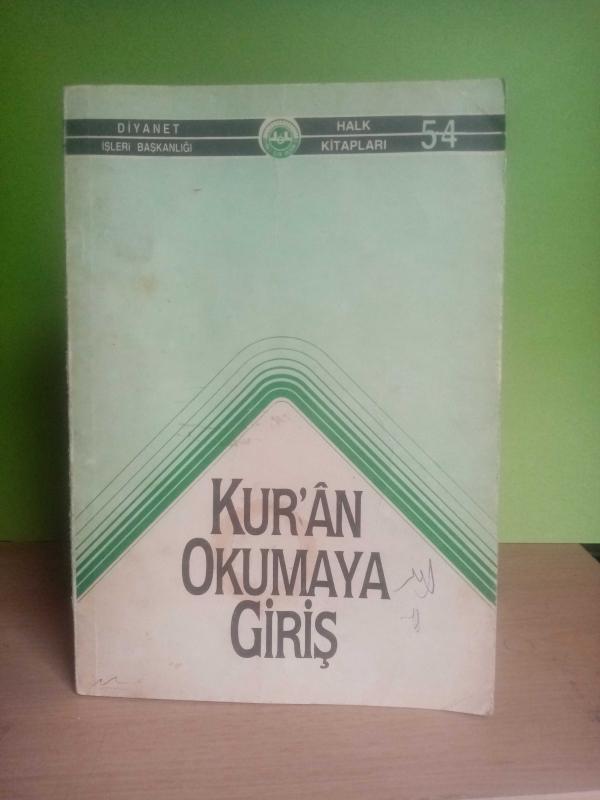 DİYANET
İŞLERİ BAŞKANLIĞI
HALK
KİTAPLARI
54
KUR'ÂN
OKUMAYA
GİRİŞ